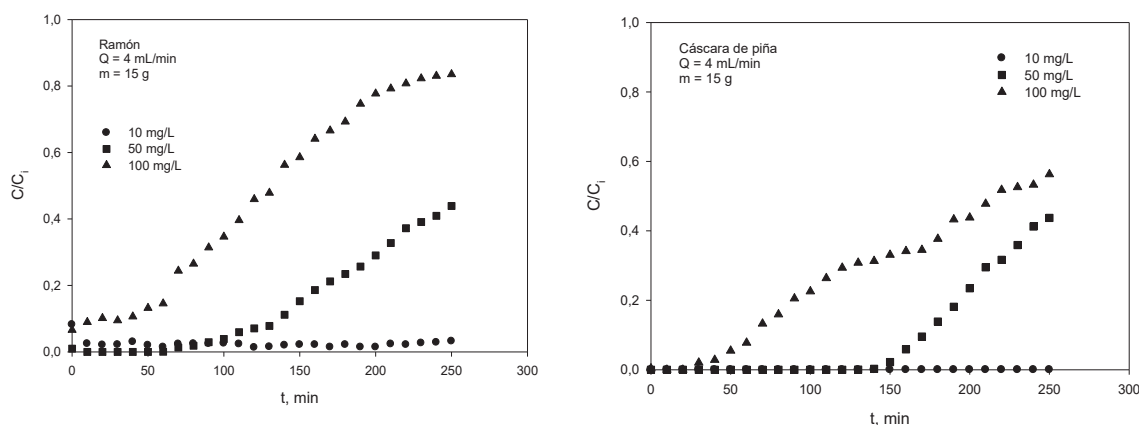 Ramón
Q = 4 mL/min
m = 15 g
10 mg/L
50 mg/L
100 mg/L
C/Ci
1,0
0,8
0,6
0,4
0,2
0,0
0 50 100 150 200 250 300
t, min
Cáscara de piña
Q = 4 mL/min
m = 15 g
10 mg/L
50 mg/L
100 mg/L
C/Ci
1,0
0,8
0,6
0,4
0,2
0,0
0 50 100 150 200 250 300
t, min